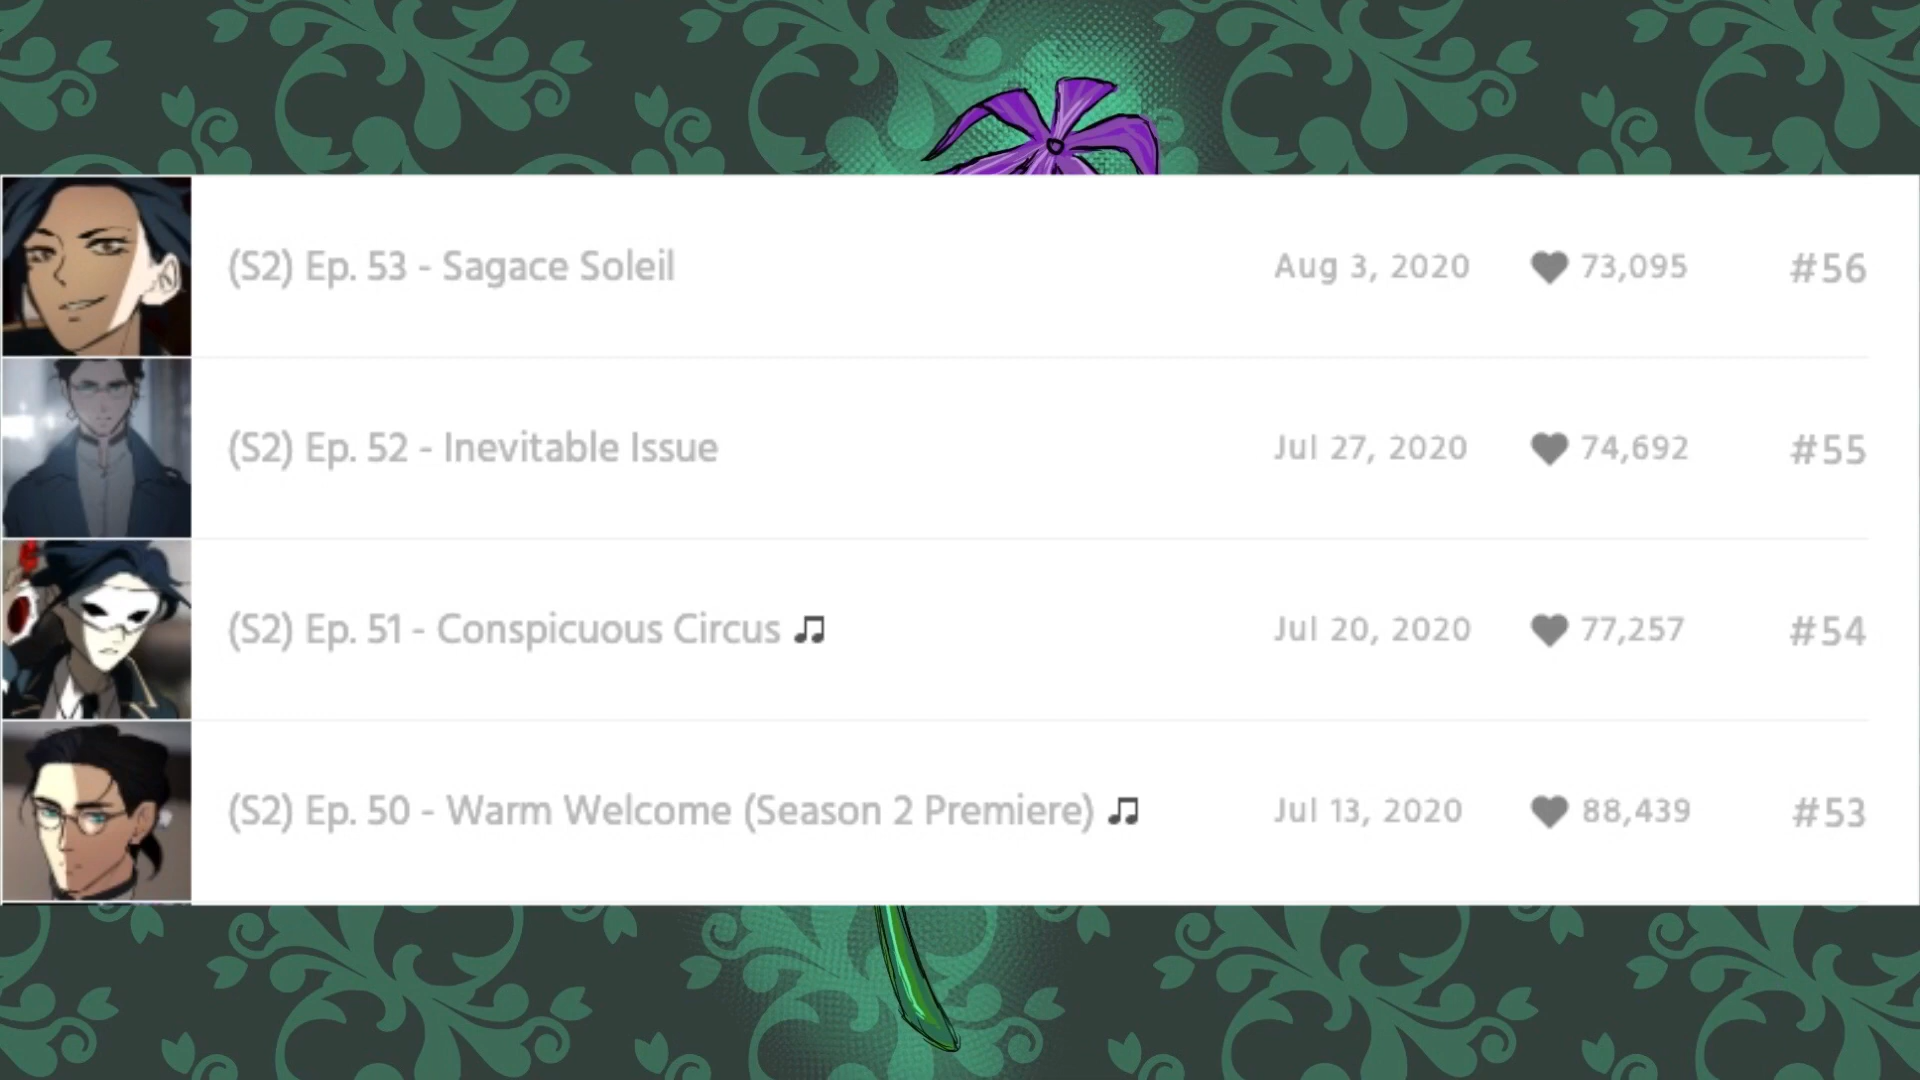 (S2) Ep. 53 - Sagace Soleil Aug 3, 2020 73,095 #56
(S2) Ep. 52 - Inevitable Issue Jul 27, 2020 74,692 #55
(S2) Ep. 51 - Conspicuous Circus Jul 20, 2020 77,257 #54
(S2) Ep. 50 - Warm Welcome (Season 2 Premiere) Jul 13, 2020 88,439 #53